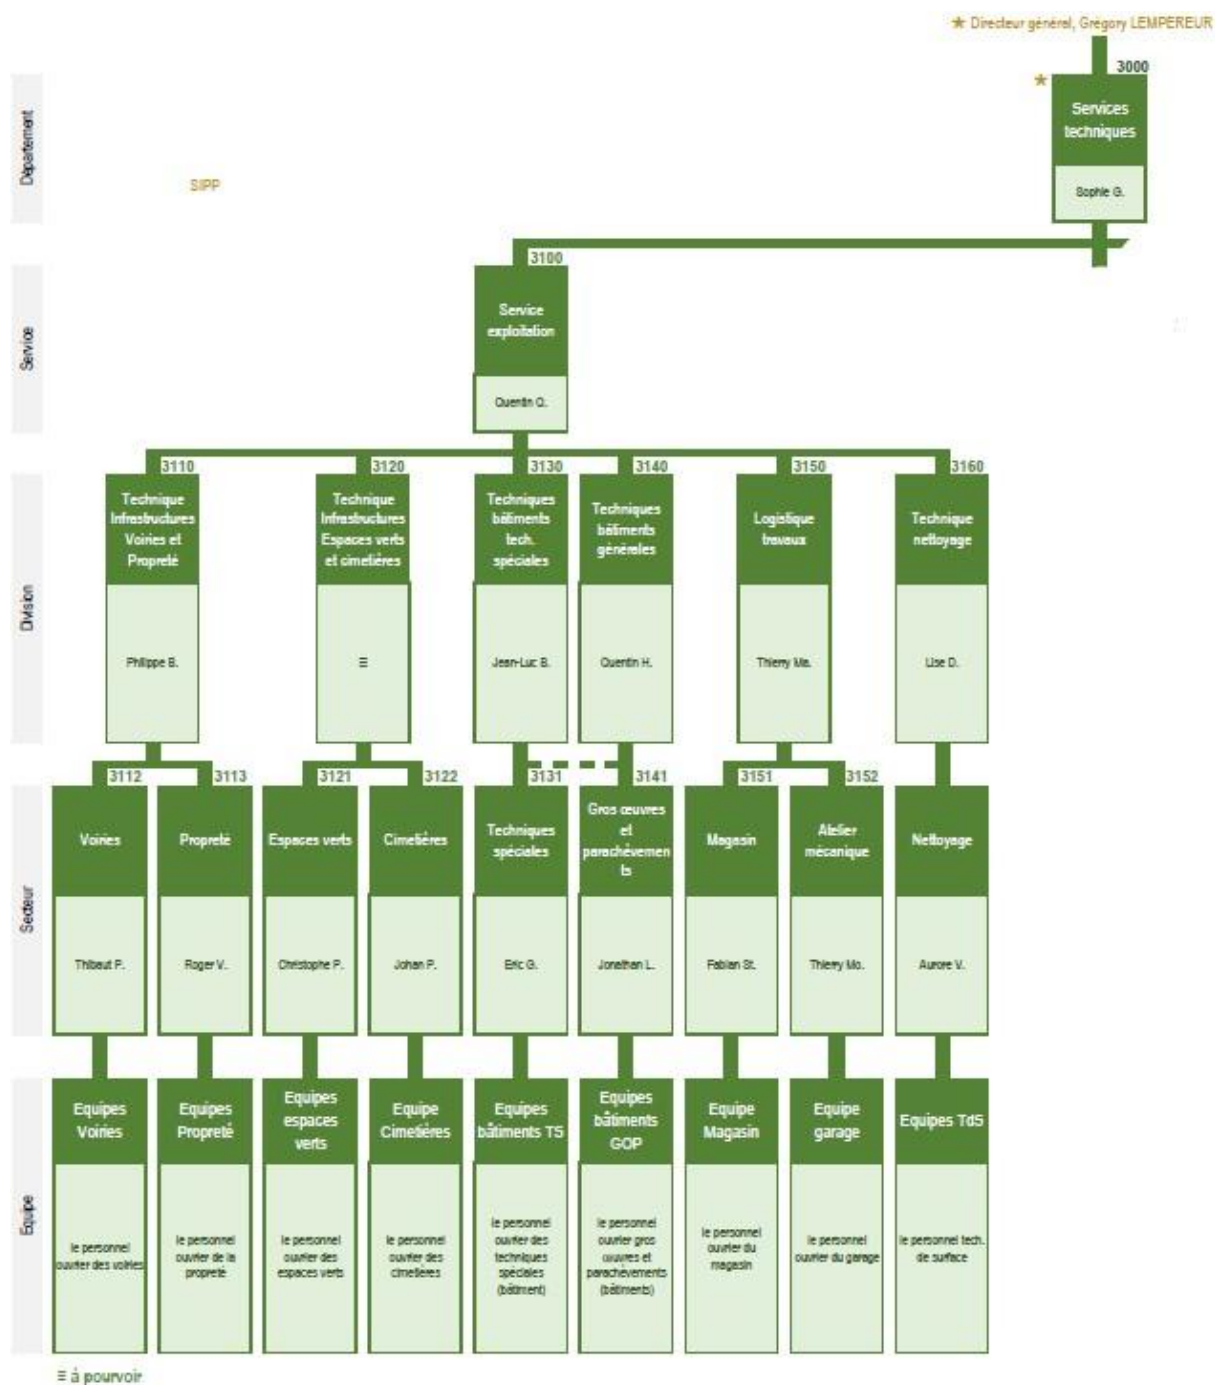 ★ Directeur général, Grégory LEMPEREUR
3000
★
Département
Services
techniques
SIPP
Sophie G.
3100
Service
Service
exploitation
Quentin Q.
3110
3120
3130
3140
3150
3160
Division
Technique
Infrastructures
Voiries et
Propreté
Technique
Infrastructures
Espaces verts
et cimetières
Techniques
bâtiments
tech.
spéciales
Techniques
bâtiments
générales
Logistique
travaux
Technique
nettoyage
Philippe B.
≡
Jean-Luc B.
Quentin H.
Thierry Ma.
Lise D.
3112
3113
3121
3122
3131
3141
3151
3152
Secteur
Voiries
Propreté
Espaces verts
Cimetières
Techniques
spéciales
Gros œuvres
et
parachèvemen
ts
Magasin
Atelier
mécanique
Nettoyage
Thibaut P.
Roger V.
Christophe P.
Johan P.
Eric G.
Jonathan L.
Fabian St.
Thierry Mo.
Aurore V.
Equipe
Equipes
Voiries
Equipes
Propreté
Equipes
espaces
verts
Equipe
Cimetières
Equipes
bâtiments TS
Equipes
bâtiments
GOP
Equipe
Magasin
Equipe
garage
Equipes TdS
le personnel
ouvrier des voiries
le personnel
ouvrier de la
propreté
le personnel
ouvrier des
espaces verts
le personnel
ouvrier des
cimetières
le personnel
ouvrier des
techniques
spéciales
(bâtiment)
le personnel
ouvrier gros
œuvres et
parachèvements
(bâtiments)
le personnel
ouvrier du
magasin
le personnel
ouvrier du garage
le personnel tech.
de surface
≡ à pourvoir